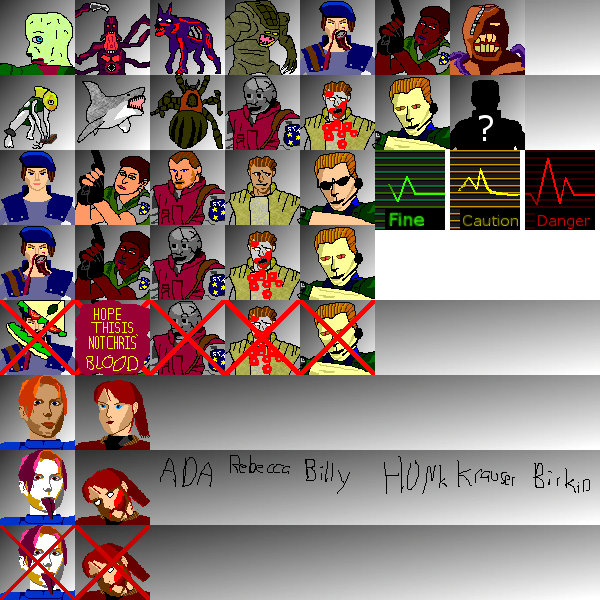 ?
Fine
Caution
Danger
HOPE
THIS IS
NOT CHRIS'
BLOOD
ADA Rebecca Billy HUNK Krauser Birkin